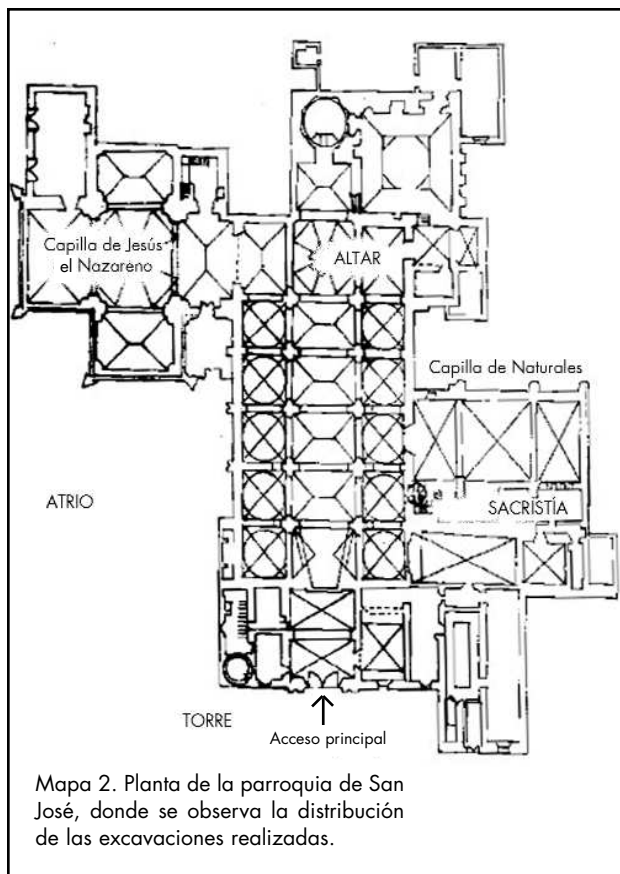 Capilla de Jesús
el Nazareno
ALTAR
Capilla de Naturales
SACRISTÍA
ATRIO
TORRE
Acceso principal
Mapa 2. Planta de la parroquia de San
José, donde se observa la distribución
de las excavaciones realizadas.